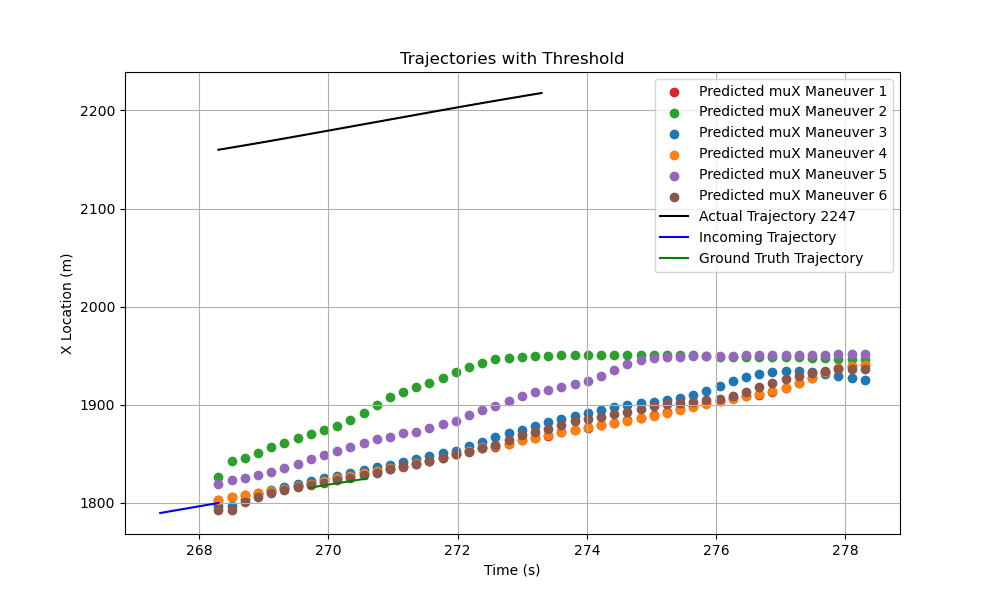 Trajectories with Threshold
X Location (m)
2200
2100
2000
1900
1800
Predicted muX Maneuver 1
Predicted muX Maneuver 2
Predicted muX Maneuver 3
Predicted muX Maneuver 4
Predicted muX Maneuver 5
Predicted muX Maneuver 6
Actual Trajectory 2247
Incoming Trajectory
Ground Truth Trajectory
268 270 272 274 276 278
Time (s)